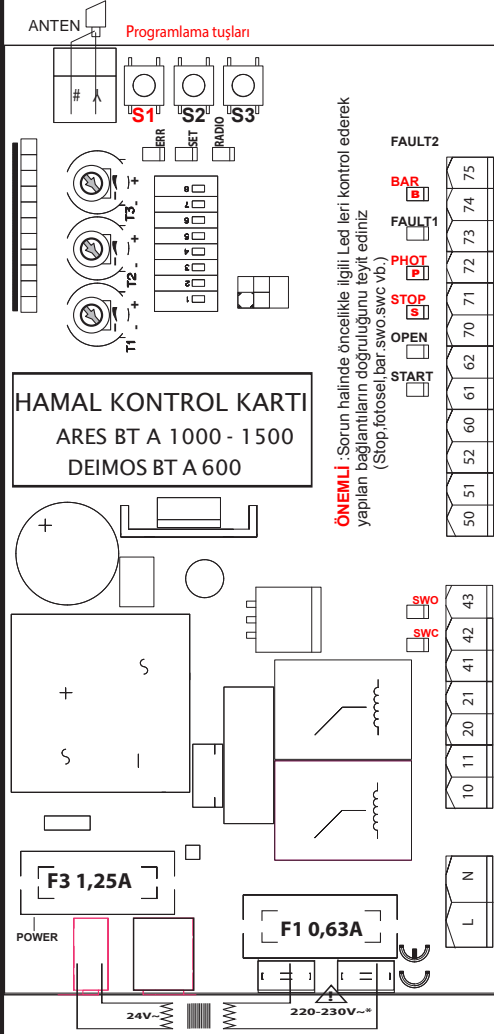 ANTEN
Programlama tuşları
# Y
S1
S2
S3
ERR
SET
RADIO
T3
+
-
T2
+
-
T1
+
-
8
7
6
5
4
3
2
1
ÖNEMLİ :Sorun halinde öncelikle ilgili Led leri kontrol ederek
yapılan bağlantıların doğruluğunu teyit ediniz
(Stop,fotosel,bar.swo.swc vb.)
FAULT2
BAR
B
FAULT1
PHOT
P
STOP
S
OPEN
START
75
74
73
72
71
70
62
61
60
52
51
50
HAMAL KONTROL KARTI
ARES BT A 1000 - 1500
DEIMOS BT A 600
+
SWO
SWC
43
42
41
21
20
11
10
S
+
S
-
F3 1,25A
POWER
F1 0,63A
N
L
24V~
220-230V~*